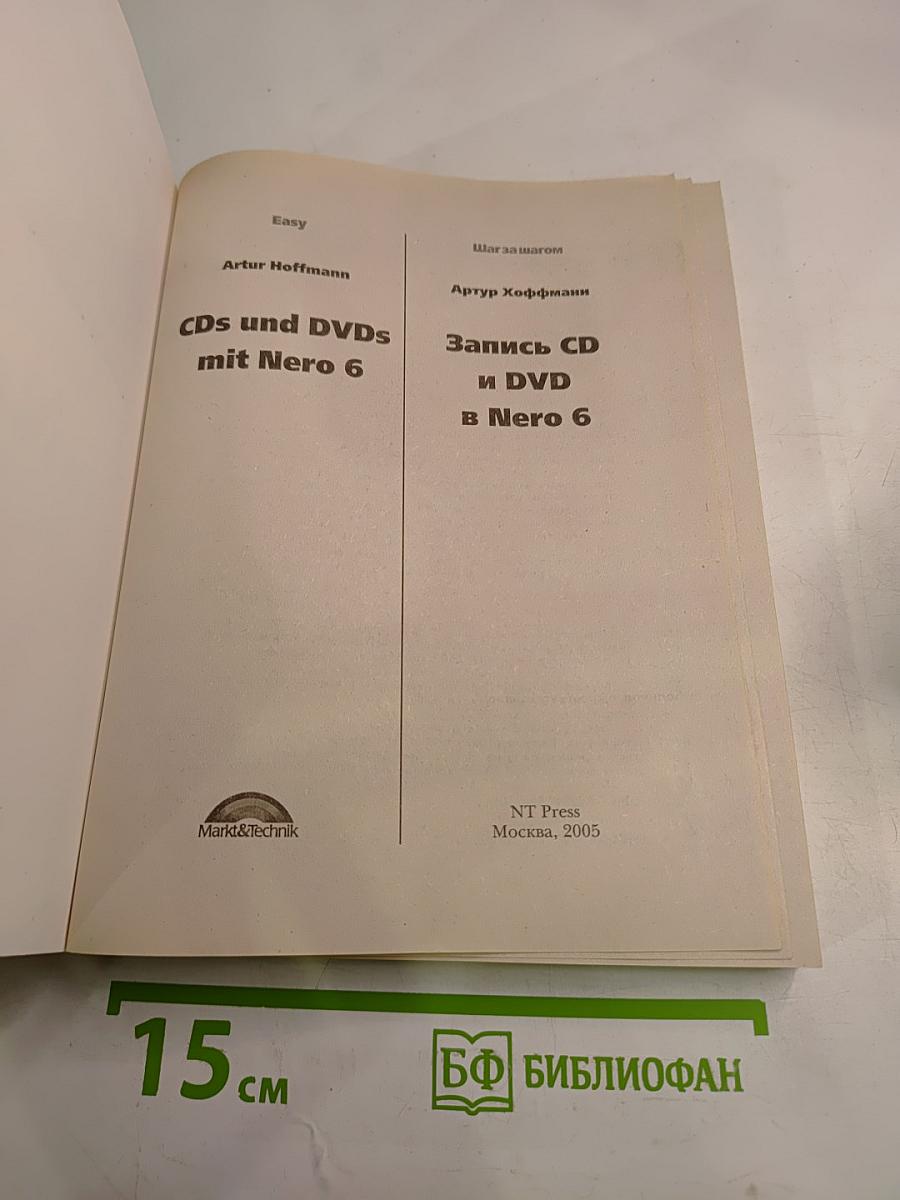 Easy
Artur Hoffmann
CDs und DVDs
mit Nero 6
Markt&Technik
Шаг за шагом
Артур Хоффманн
Запись CD
и DVD
в Nero 6
NT Press
Москва, 2005
15 см
БФ БИБЛИОФАН